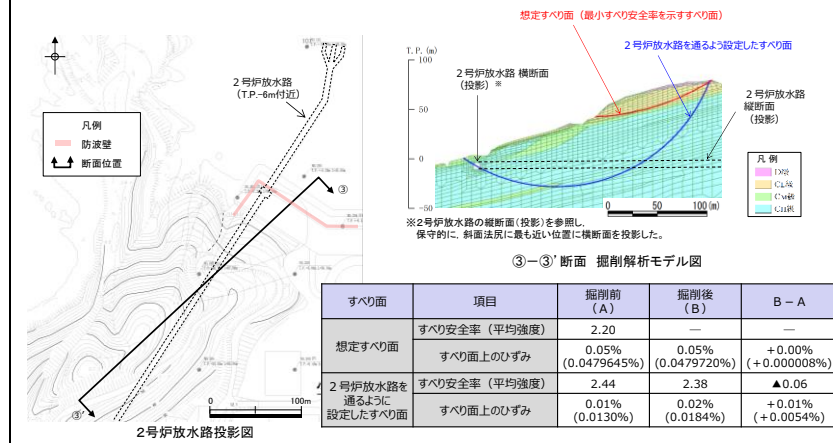 2号炉放水路
(T.P.-6m付近)
凡例
防波壁
断面位置
③
③'
0
100m
2号炉放水路投影図
想定すべり面（最小すべり安全率を示すすべり面）
2号炉放水路を通るよう設定したすべり面
T.P. (m)
100
50
0
-50
2号炉放水路 横断面
(投影) ※
2号炉放水路
縦断面
(投影)
凡 例
D級
CL級
CM級
CH級
0 50 100 (m)
※2号炉放水路の縦断面(投影)を参照し、
保守的に、斜面法尻に最も近い位置に横断面を投影した。
③－③'断面 掘削解析モデル図
すべり面 項目 掘削前 （A） 掘削後 （B） B－A
想定すべり面 すべり安全率（平均強度） 2.20 ― ―
すべり面上のひずみ 0.05% (0.0479645%) 0.05% (0.0479720%) +0.00% (+0.000008%)
2号炉放水路を通るように設定したすべり面 すべり安全率（平均強度） 2.44 2.38 ▲0.06
すべり面上のひずみ 0.01% (0.0130%) 0.02% (0.0184%) +0.01% (+0.0054%)